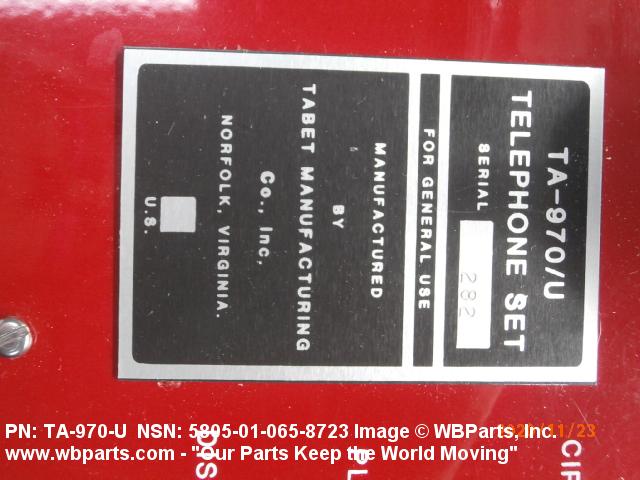 TA-970/U
TELEPHONE SET
SERIAL 282
FOR GENERAL USE
MANUFACTURED
BY
TABET MANUFACTURING
Co., Inc.
NORFOLK, VIRGINIA.
U.S.
PN: TA-970-U NSN: 5805-01-065-8723 Image © WBParts, Inc.
www.wbparts.com - "Our Parts Keep the World Moving"